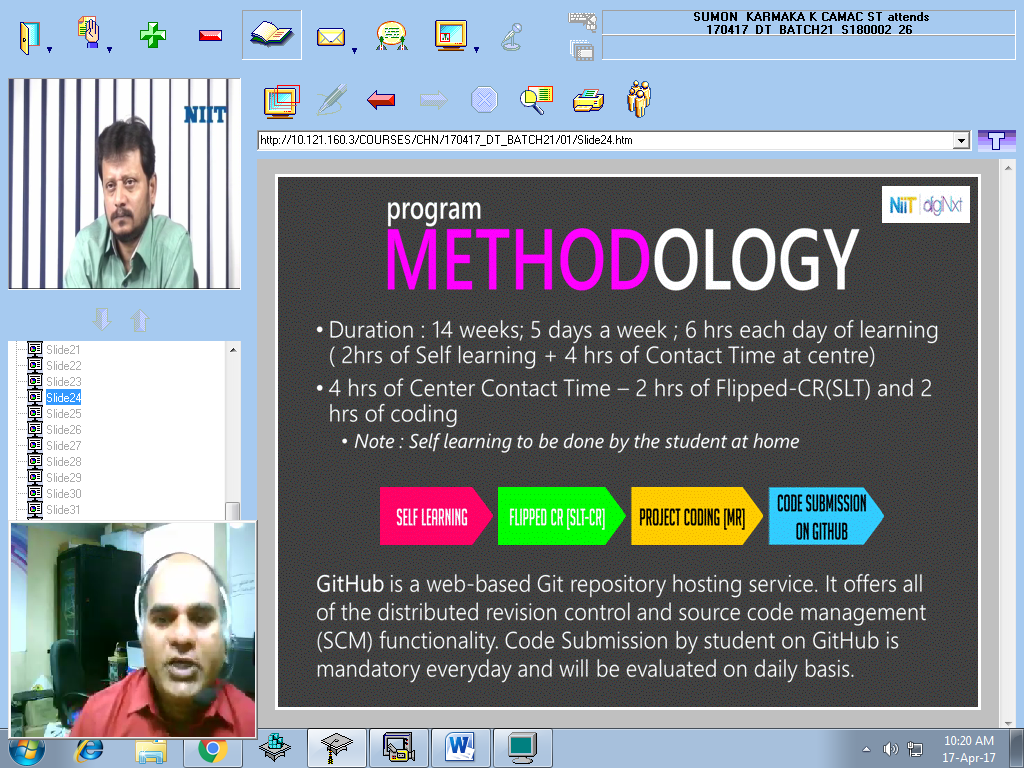 SUMON KARMAKA K CAMAC ST attends
170417_DT_BATCH21_S180002_26
NIIT
http://10.121.160.3/COURSES/CHN/170417_DT_BATCH21/01/Slide24.htm
T
NIIT digiNxt
program
METHODOLOGY
• Duration : 14 weeks; 5 days a week ; 6 hrs each day of learning
( 2hrs of Self learning + 4 hrs of Contact Time at centre)
• 4 hrs of Center Contact Time – 2 hrs of Flipped-CR(SLT) and 2
hrs of coding
• Note : Self learning to be done by the student at home
SELF LEARNING
FLIPPED CR [SLT-CR]
PROJECT CODING [MR]
CODE SUBMISSION
ON GITHUB
GitHub is a web-based Git repository hosting service. It offers all
of the distributed revision control and source code management
(SCM) functionality. Code Submission by student on GitHub is
mandatory everyday and will be evaluated on daily basis.
Slide21
Slide22
Slide23
Slide24
Slide25
Slide26
Slide27
Slide28
Slide29
Slide30
Slide31
W
10:20 AM
17-Apr-17